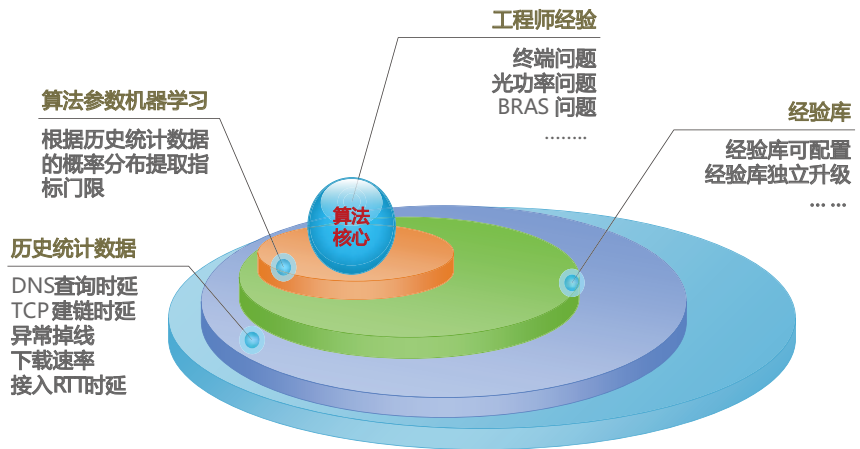 工程师经验
终端问题
光功率问题
BRAS 问题
........
算法参数机器学习
根据历史统计数据
的概率分布提取指
标门限
经验库
经验库可配置
经验库独立升级
... ...
算法
核心
历史统计数据
DNS查询时延
TCP建链时延
异常掉线
下载速率
接入RTT时延